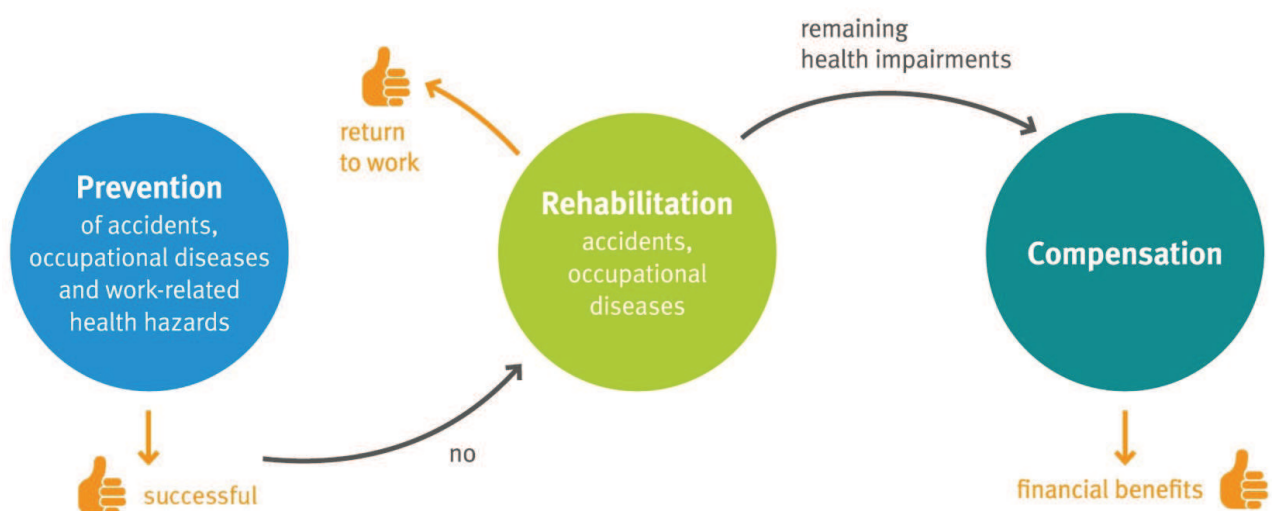 Prevention
of accidents,
occupational diseases
and work-related
health hazards
successful
no
return
to work
Rehabilitation
accidents,
occupational
diseases
remaining
health impairments
Compensation
financial benefits